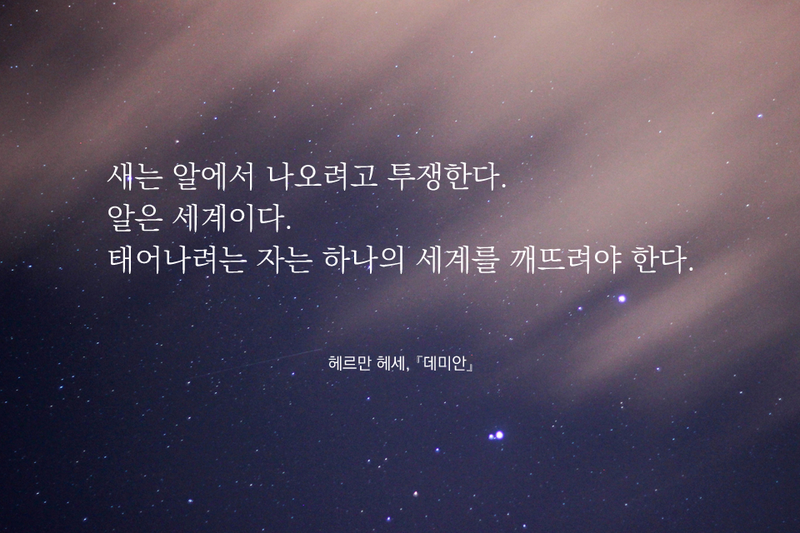 새는 알에서 나오려고 투쟁한다.
알은 세계이다.
태어나려는 자는 하나의 세계를 깨뜨려야 한다.
헤르만 헤세, 『데미안』